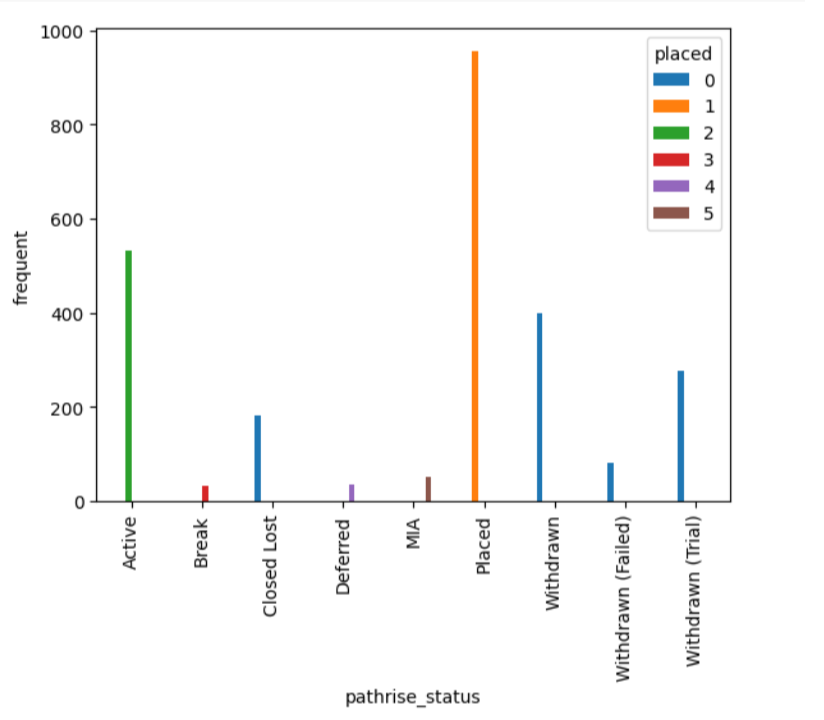 1000
800
600
400
200
0
frequent
placed
0
1
2
3
4
5
Active
Break
Closed Lost
Deferred
MIA
Placed
Withdrawn
Withdrawn (Failed)
Withdrawn (Trial)
pathrise_status